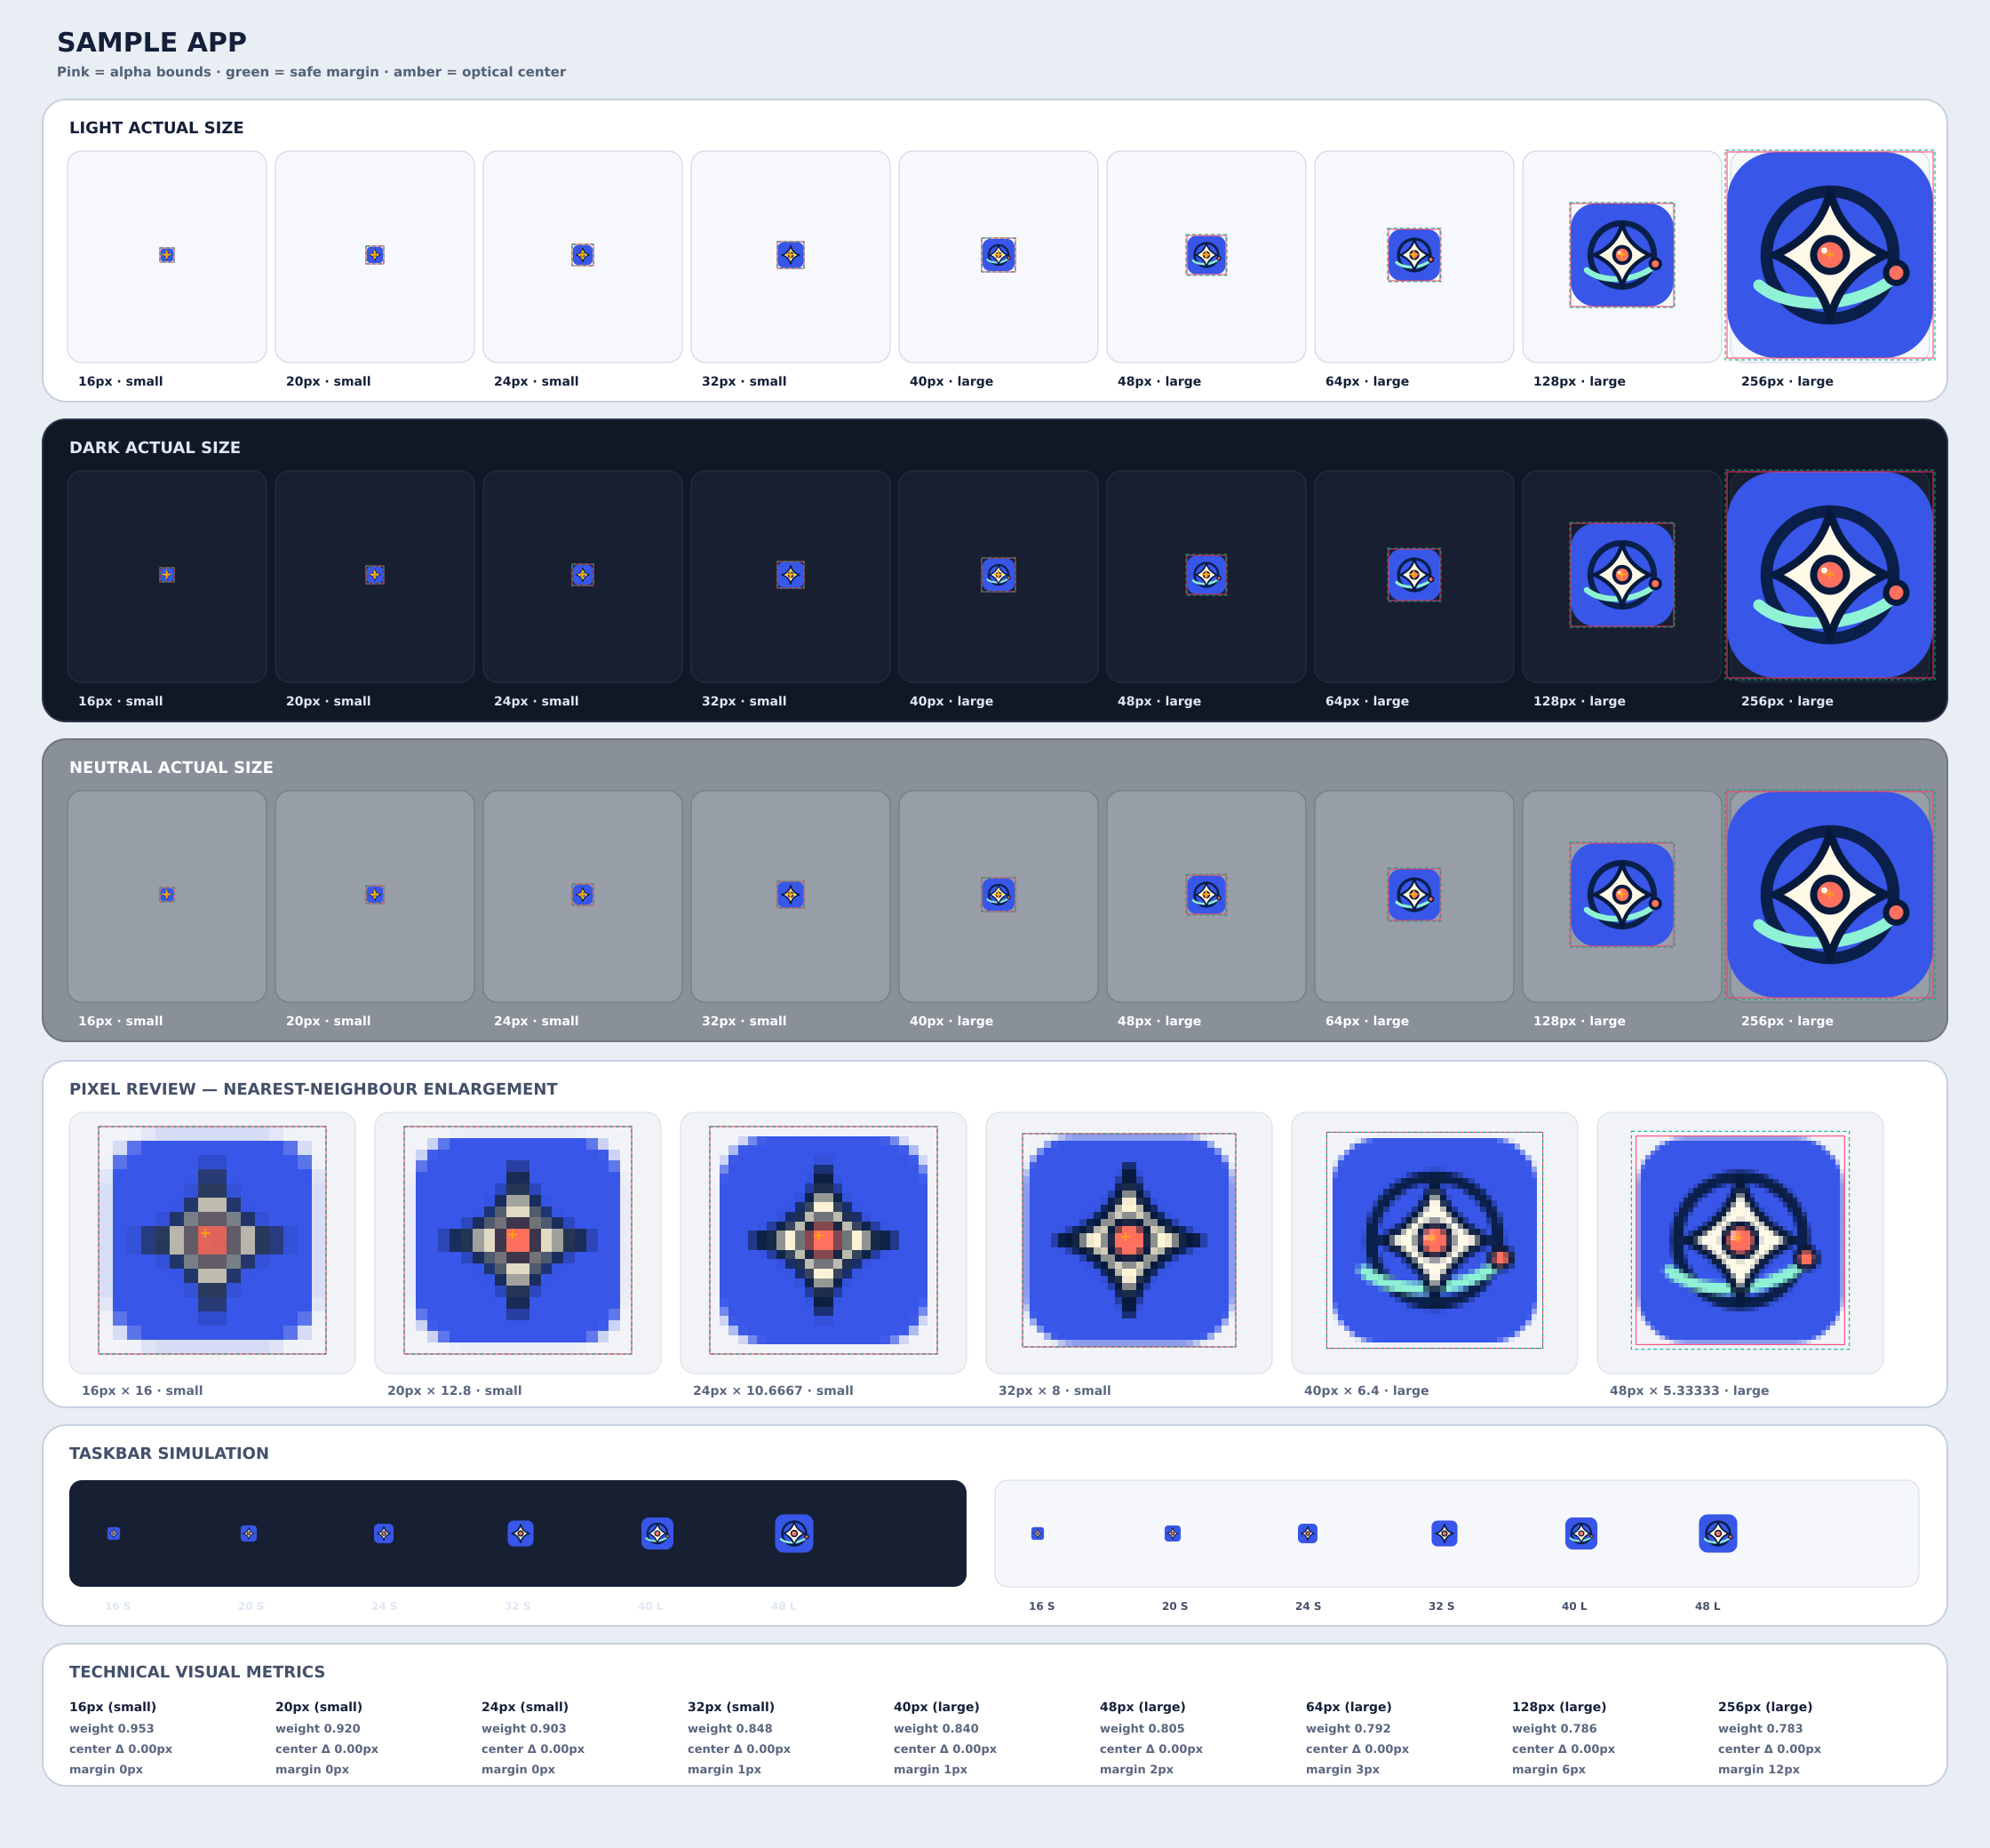 SAMPLE APP
Pink = alpha bounds · green = safe margin · amber = optical center
LIGHT ACTUAL SIZE
16px · small 20px · small 24px · small 32px · small 40px · large 48px · large 64px · large 128px · large 256px · large
DARK ACTUAL SIZE
16px · small 20px · small 24px · small 32px · small 40px · large 48px · large 64px · large 128px · large 256px · large
NEUTRAL ACTUAL SIZE
16px · small 20px · small 24px · small 32px · small 40px · large 48px · large 64px · large 128px · large 256px · large
PIXEL REVIEW — NEAREST-NEIGHBOUR ENLARGEMENT
16px × 16 · small 20px × 12.8 · small 24px × 10.6667 · small 32px × 8 · small 40px × 6.4 · large 48px × 5.33333 · large
TASKBAR SIMULATION
16 S 20 S 24 S 32 S 40 L 48 L 16 S 20 S 24 S 32 S 40 L 48 L
TECHNICAL VISUAL METRICS
16px (small) 20px (small) 24px (small) 32px (small) 40px (large) 48px (large) 64px (large) 128px (large) 256px (large)
weight 0.953 weight 0.920 weight 0.903 weight 0.848 weight 0.840 weight 0.805 weight 0.792 weight 0.786 weight 0.783
center Δ 0.00px center Δ 0.00px center Δ 0.00px center Δ 0.00px center Δ 0.00px center Δ 0.00px center Δ 0.00px center Δ 0.00px center Δ 0.00px
margin 0px margin 0px margin 0px margin 1px margin 1px margin 2px margin 3px margin 6px margin 12px